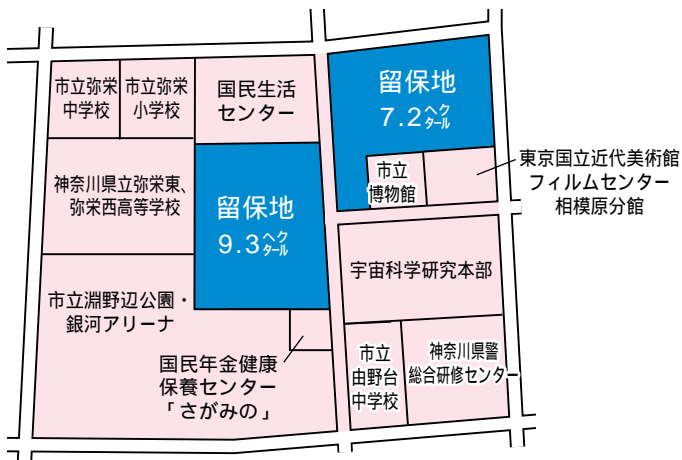 市立弥栄
中学校
市立弥栄
小学校
国民生活
センター
留保地
7.2ヘクタール
東京国立近代美術館
フィルムセンター
相模原分館
市立
博物館
神奈川県立弥栄東、
弥栄西高等学校
留保地
9.3ヘクタール
宇宙科学研究本部
市立淵野辺公園・
銀河アリーナ
国民年金健康
保養センター
「さがみの」
市立
由野台
中学校
神奈川県警
総合研修センター